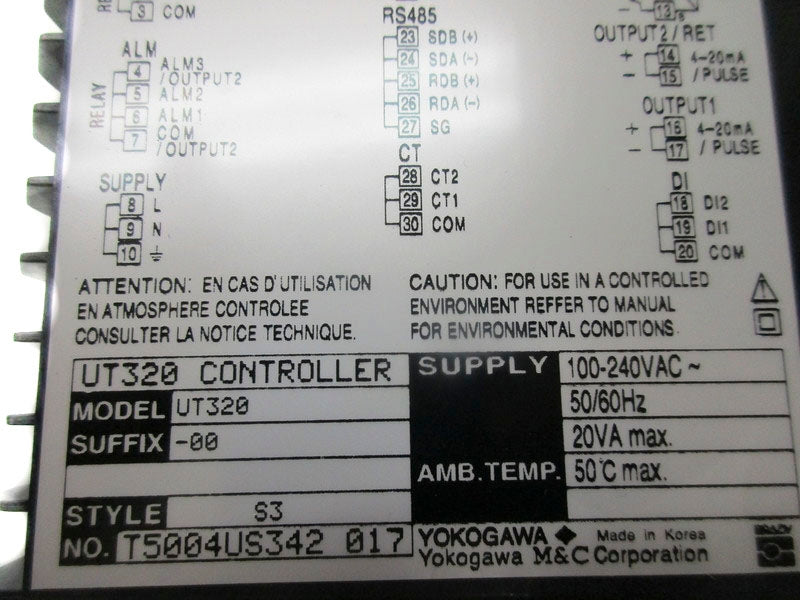 3 COM
ALM
4 ALM3
/OUTPUT2
5 ALM2
6 ALM1
7 COM
/OUTPUT2
RELAY
SUPPLY
8 L
9 N
10
RS485
23 SDB (+)
24 SDA (-)
25 RDB (+)
26 RDA (-)
27 SG
CT
28 CT2
29 CT1
30 COM
13 B
OUTPUT2 / RET
+ 14 4-20mA
- 15 / PULSE
OUTPUT1
+ 16 4-20mA
- 17 / PULSE
DI
18 DI2
19 DI1
20 COM
ATTENTION: EN CAS D'UTILISATION
EN ATMOSPHERE CONTROLEE
CONSULTER LA NOTICE TECHNIQUE.
CAUTION: FOR USE IN A CONTROLLED
ENVIRONMENT REFFER TO MANUAL
FOR ENVIRONMENTAL CONDITIONS.
UT320 CONTROLLER
MODEL UT320
SUFFIX -00
STYLE S3
NO. T5004US342 017
SUPPLY 100-240VAC ~
50/60Hz
20VA max.
AMB.TEMP. 50°C max.
YOKOGAWA ◆ Made in Korea
Yokogawa M&C Corporation
BRADY